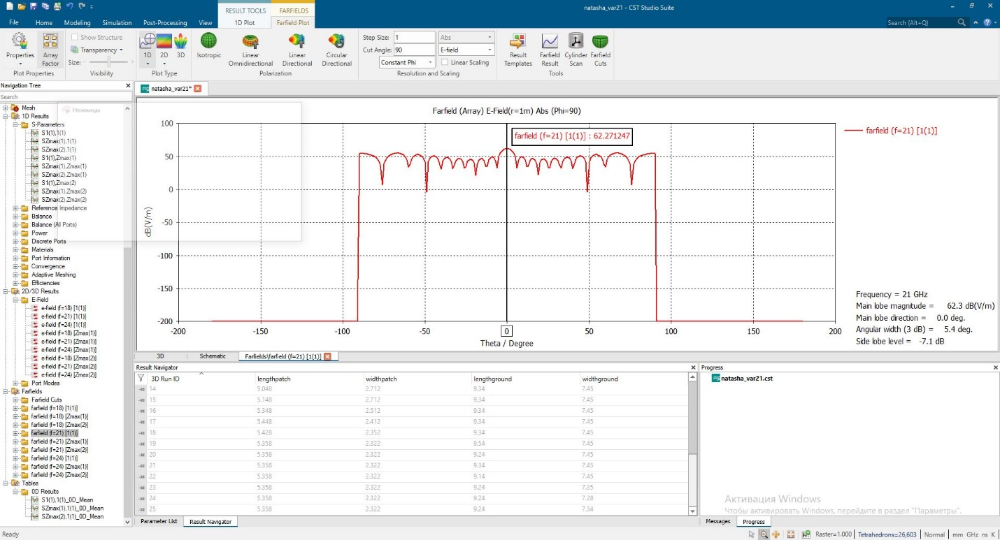 natasha_var21 - CST Studio Suite
RESULT TOOLS FARFIELDS
File Home Modeling Simulation Post-Processing View 1D Plot Farfield Plot Search (Alt+Q)
Properties Array Factor Show Structure Transparency Size:
1D 2D 3D Isotropic Linear Omnidirectional Linear Directional Circular Directional
Step Size: 1 Abs
Cut Angle: 90 E-field
Constant Phi Linear Scaling
Result Templates Farfield Result Cylinder Scan Farfield Cuts
Plot Properties Visibility Plot Type Polarization Resolution and Scaling Tools
Navigation Tree
Search
Mesh
1D Results
S-Parameters
S1(1),1(1)
SZmax(1),1(1)
SZmax(2),1(1)
S1(1),Zmax(1)
SZmax(1),Zmax(1)
SZmax(2),Zmax(1)
S1(1),Zmax(2)
SZmax(1),Zmax(2)
SZmax(2),Zmax(2)
Reference Impedance
Balance
Balance (All Ports)
Power
Discrete Ports
Materials
Port Information
Convergence
Adaptive Meshing
Efficiencies
2D/3D Results
E-Field
e-field (f=18) [1(1)]
e-field (f=21) [1(1)]
e-field (f=24) [1(1)]
e-field (f=18) [Zmax(1)]
e-field (f=21) [Zmax(1)]
e-field (f=24) [Zmax(1)]
e-field (f=18) [Zmax(2)]
e-field (f=21) [Zmax(2)]
e-field (f=24) [Zmax(2)]
Port Modes
Farfields
Farfield Cuts
farfield (f=18) [1(1)]
farfield (f=18) [Zmax(1)]
farfield (f=18) [Zmax(2)]
farfield (f=21) [1(1)]
farfield (f=21) [Zmax(1)]
farfield (f=21) [Zmax(2)]
farfield (f=24) [1(1)]
farfield (f=24) [Zmax(1)]
farfield (f=24) [Zmax(2)]
Tables
0D Results
S1(1),1(1)_0D_Mean
SZmax(1),1(1)_0D_Mean
SZmax(2),1(1)_0D_Mean
Ножницы
natasha_var21*
Farfield (Array) E-Field(r=1m) Abs (Phi=90)
farfield (f=21) [1(1)] : 62.271247
farfield (f=21) [1(1)]
dB(V/m)
100
50
0
-50
-100
-150
-200
-200 -150 -100 -50 0 50 100 150 200
Theta / Degree
Frequency = 21 GHz
Main lobe magnitude = 62.3 dB(V/m)
Main lobe direction = 0.0 deg.
Angular width (3 dB) = 5.4 deg.
Side lobe level = -7.1 dB
3D Schematic Farfields\farfield (f=21) [1(1)]
Result Navigator
3D Run ID lengthpatch widthpatch lengthground widthground
14 5.048 2.712 9.34 7.45
15 5.148 2.712 9.34 7.45
16 5.348 2.512 9.34 7.45
17 5.448 2.412 9.34 7.45
18 5.428 2.352 9.34 7.45
19 5.358 2.322 9.54 7.45
20 5.358 2.322 9.24 7.45
21 5.358 2.322 9.34 7.45
22 5.358 2.322 9.14 7.45
23 5.358 2.322 9.24 7.35
24 5.358 2.322 9.24 7.28
25 5.358 2.322 9.24 7.34
Parameter List Result Navigator
Progress
natasha_var21.cst
Активация Windows
Чтобы активировать Windows, перейдите в раздел "Параметры".
Messages Progress
Ready
Raster=1.000 Tetrahedrons=26,603 Normal mm GHz ns K